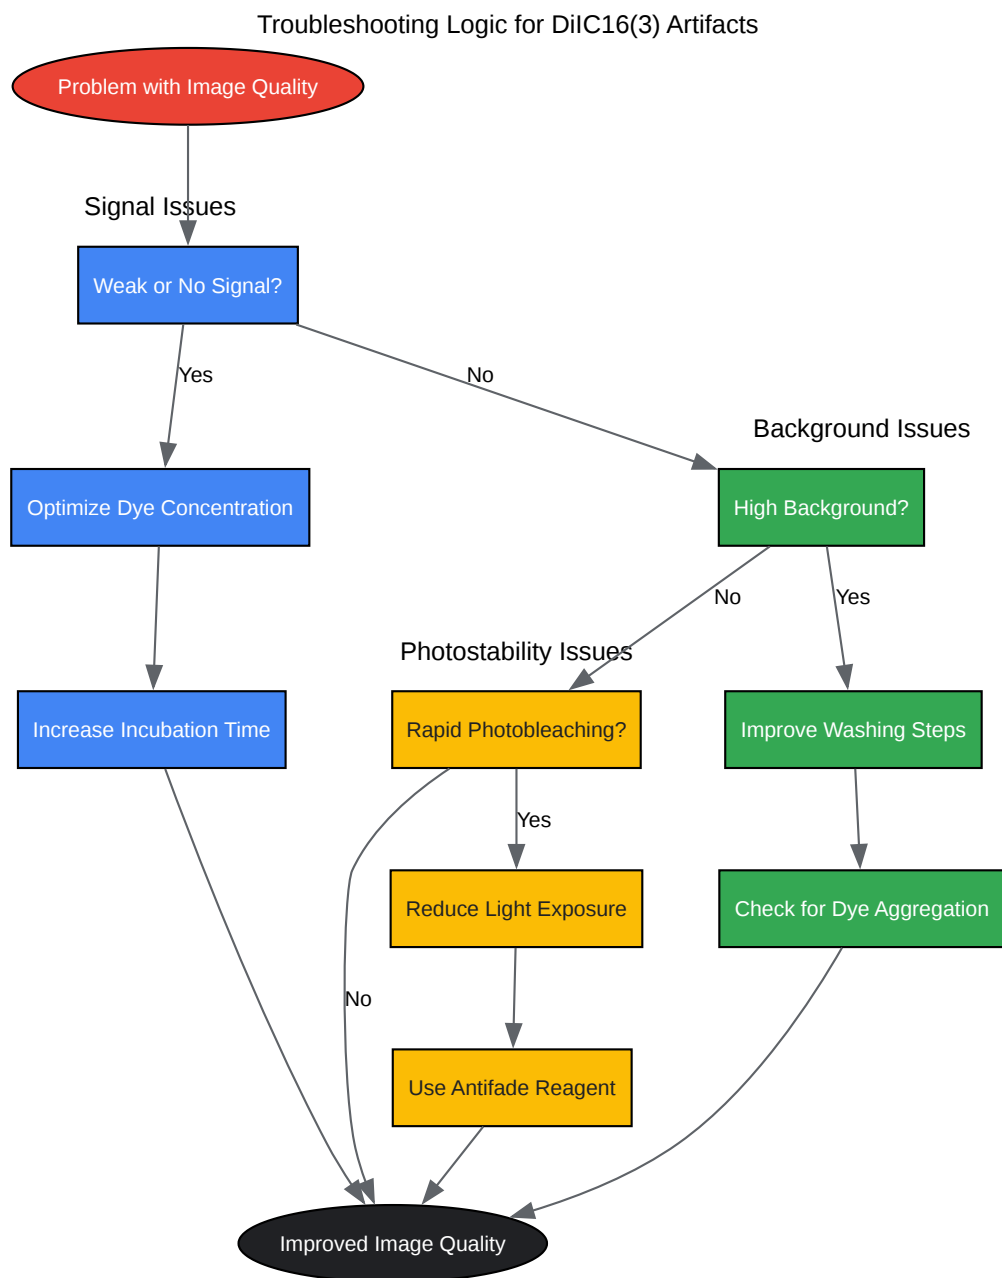 Troubleshooting Logic for DiIC16(3) Artifacts
Problem with Image Quality
Signal Issues
Weak or No Signal?
Yes
No
Background Issues
Optimize Dye Concentration
High Background?
No
Yes
Photostability Issues
Increase Incubation Time
Rapid Photobleaching?
Improve Washing Steps
Yes
Reduce Light Exposure
Check for Dye Aggregation
No
Use Antifade Reagent
Improved Image Quality